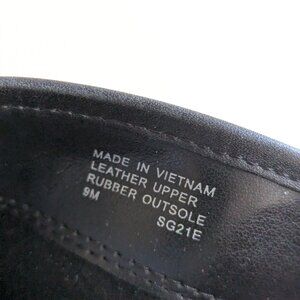 MADE IN VIETNAM
LEATHER UPPER
RUBBER OUTSOLE
9M SG21E